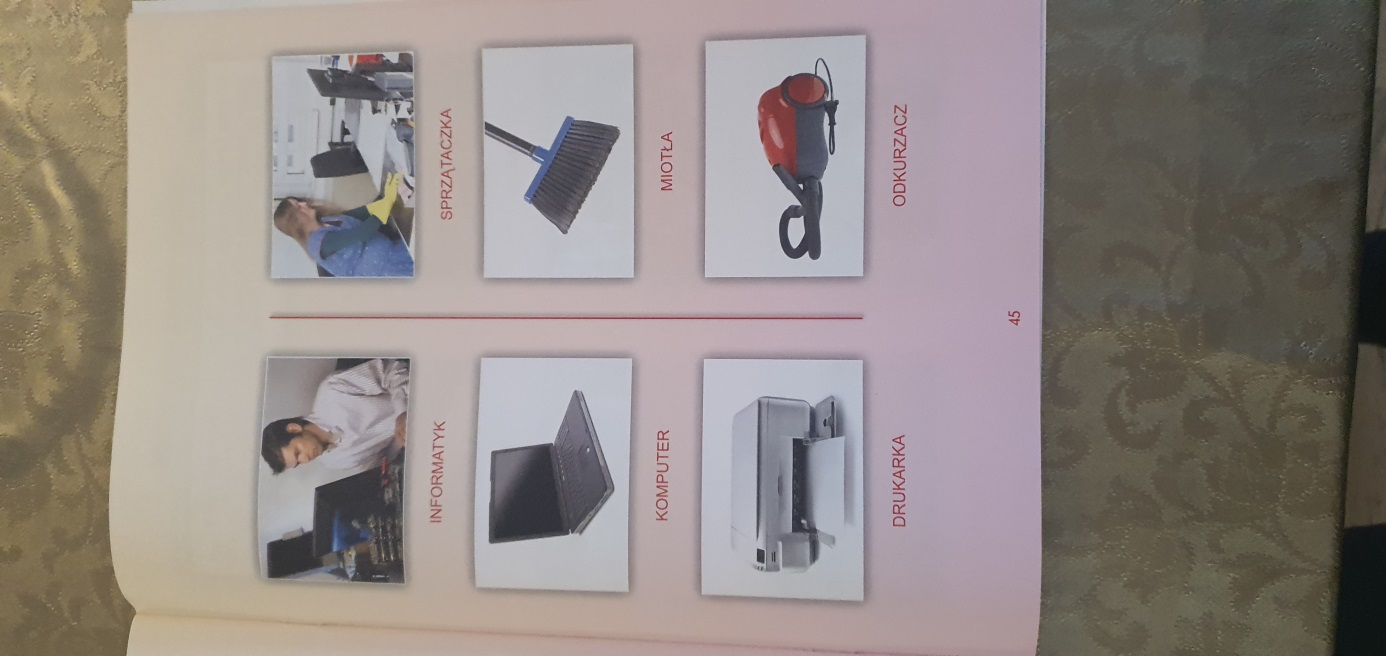 INFORMATYK
SPRZĄTACZKA
KOMPUTER
MIOTŁA
DRUKARKA
ODKURZACZ
45